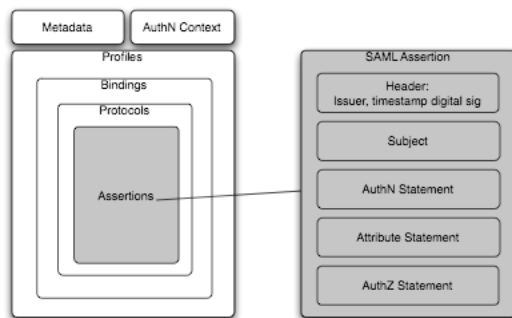 Metadata
AuthN Context
Profiles
Bindings
Protocols
Assertions
SAML Assertion
Header:
Issuer, timestamp digital sig
Subject
AuthN Statement
Attribute Statement
AuthZ Statement